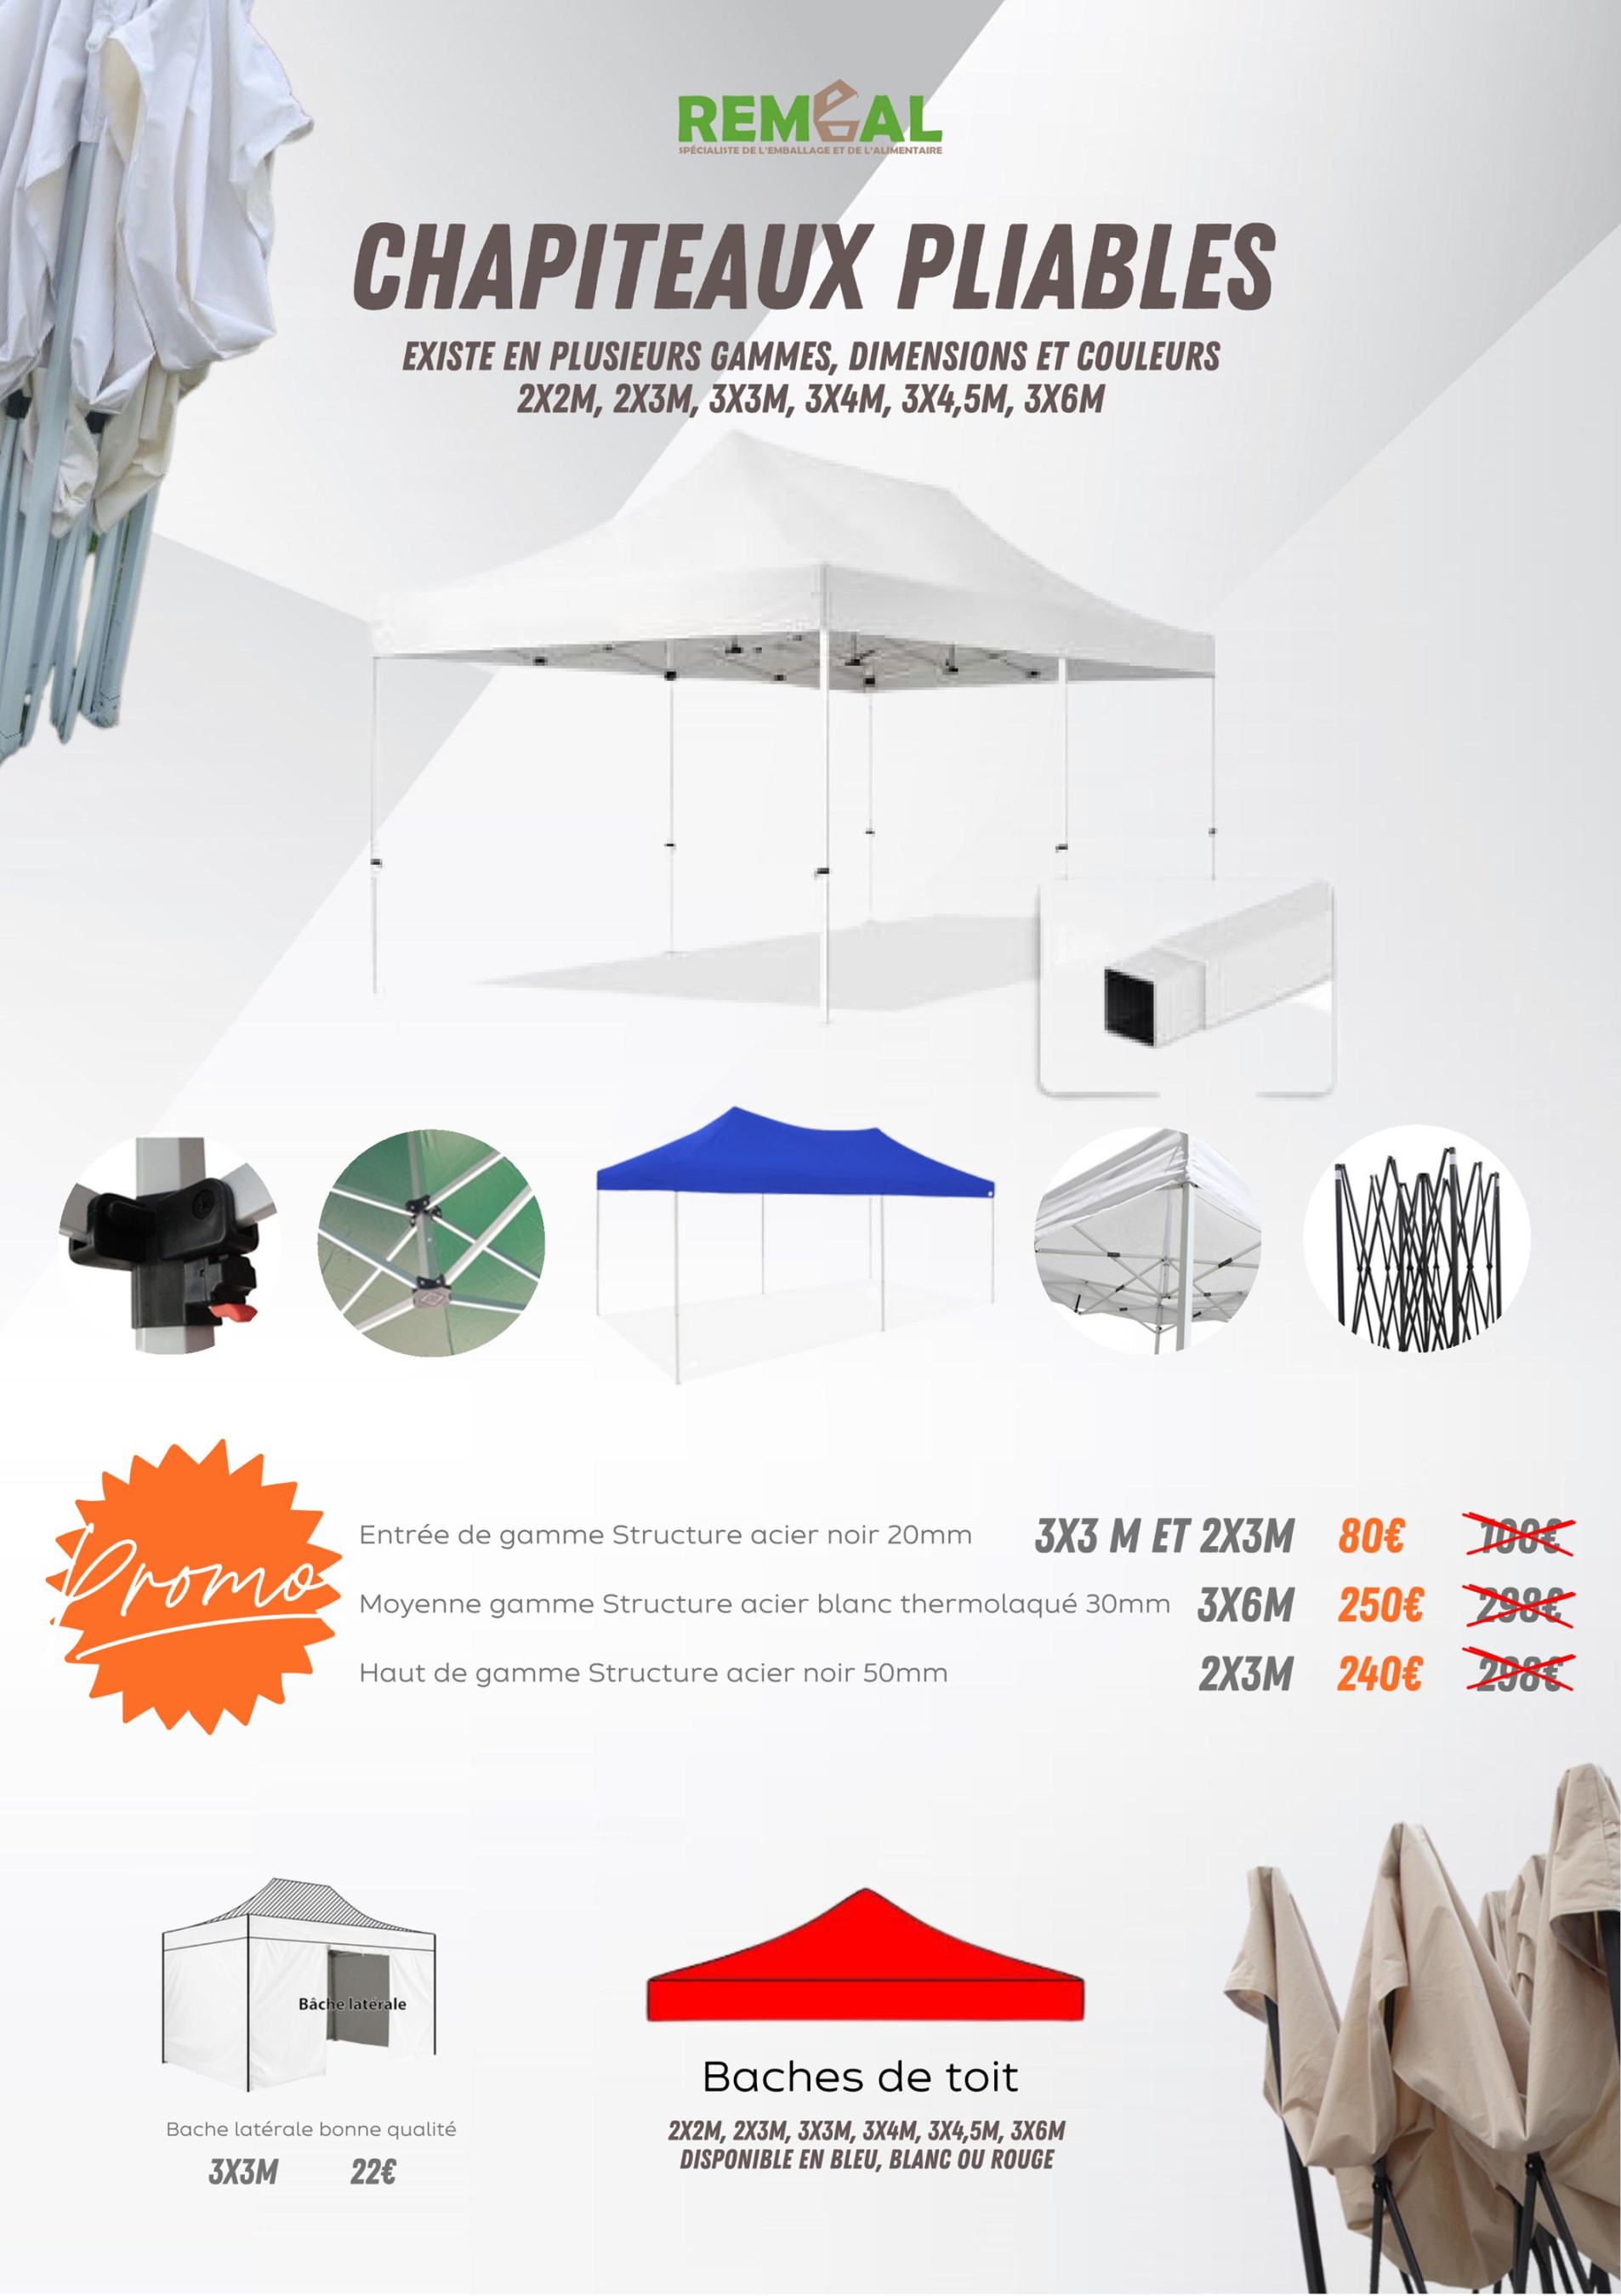 REMEAL
SPÉCIALISTE DE L'EMBALLAGE ET DE L'ALIMENTAIRE
CHAPITEAUX PLIABLES
EXISTE EN PLUSIEURS GAMMES, DIMENSIONS ET COULEURS
2X2M, 2X3M, 3X3M, 3X4M, 3X4,5M, 3X6M
Promo
Entrée de gamme Structure acier noir 20mm 3X3 M ET 2X3M 80€ 100€
Moyenne gamme Structure acier blanc thermolaqué 30mm 3X6M 250€ 298€
Haut de gamme Structure acier noir 50mm 2X3M 240€ 298€
Bâche latérale
Bache latérale bonne qualité
3X3M 22€
Baches de toit
2X2M, 2X3M, 3X3M, 3X4M, 3X4,5M, 3X6M
DISPONIBLE EN BLEU, BLANC OU ROUGE